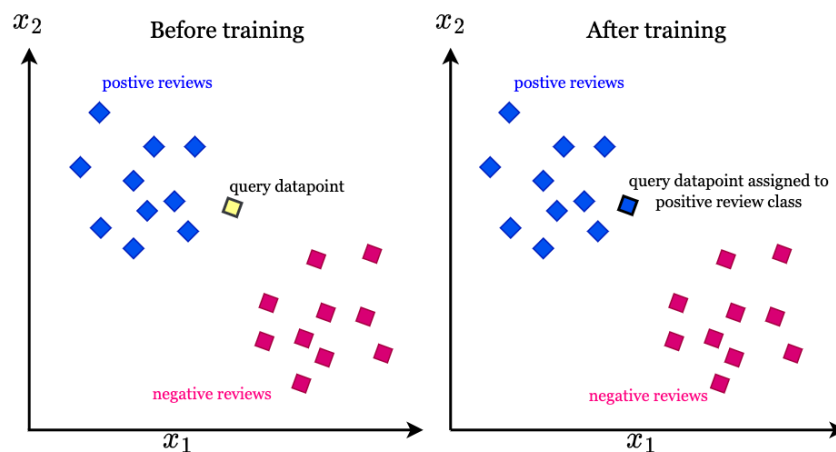 x₂
Before training
postive reviews
query datapoint
negative reviews
x₁
x₂
After training
postive reviews
query datapoint assigned to
positive review class
negative reviews
x₁